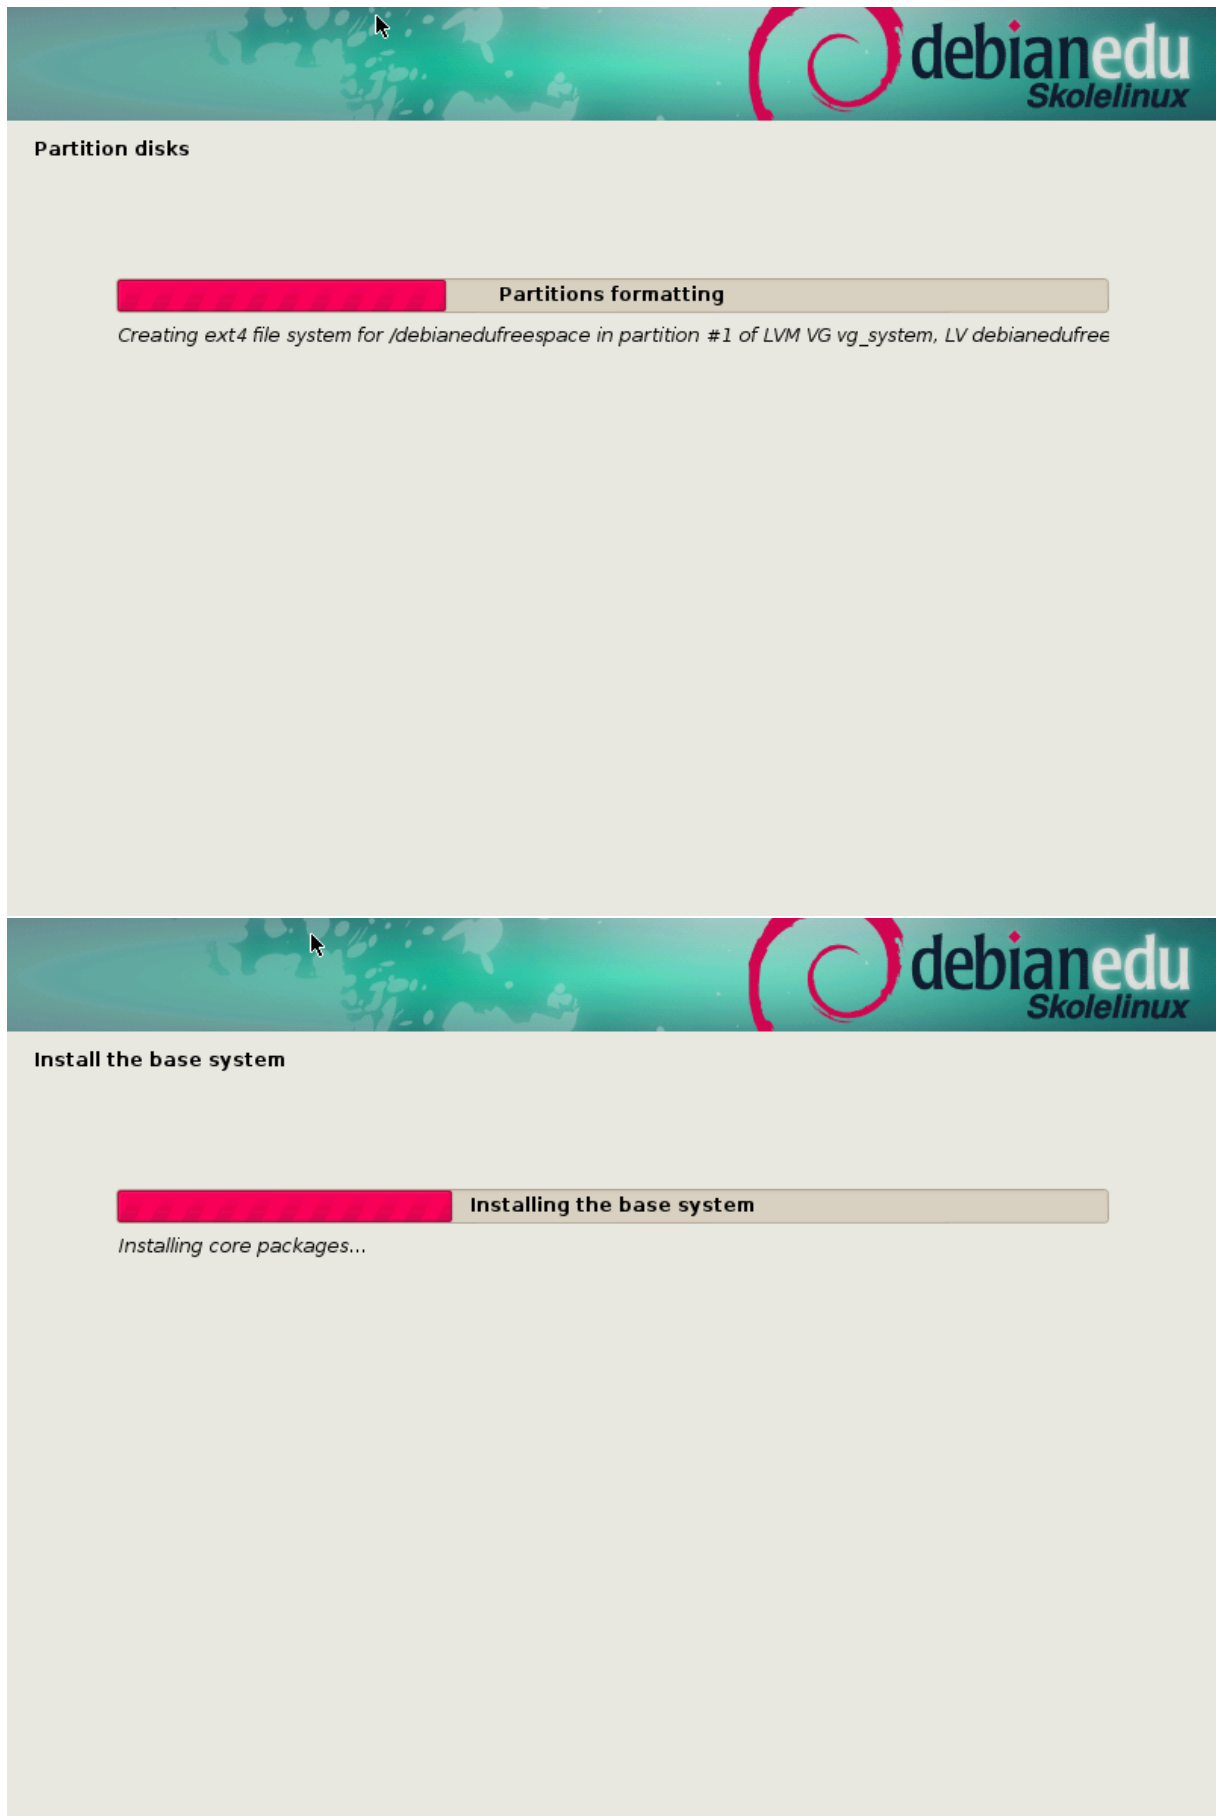 debianedu
Skolelinux
Partition disks
Partitions formatting
Creating ext4 file system for /debianedufreespace in partition #1 of LVM VG vg_system, LV debianedufree
debianedu
Skolelinux
Install the base system
Installing the base system
Installing core packages...